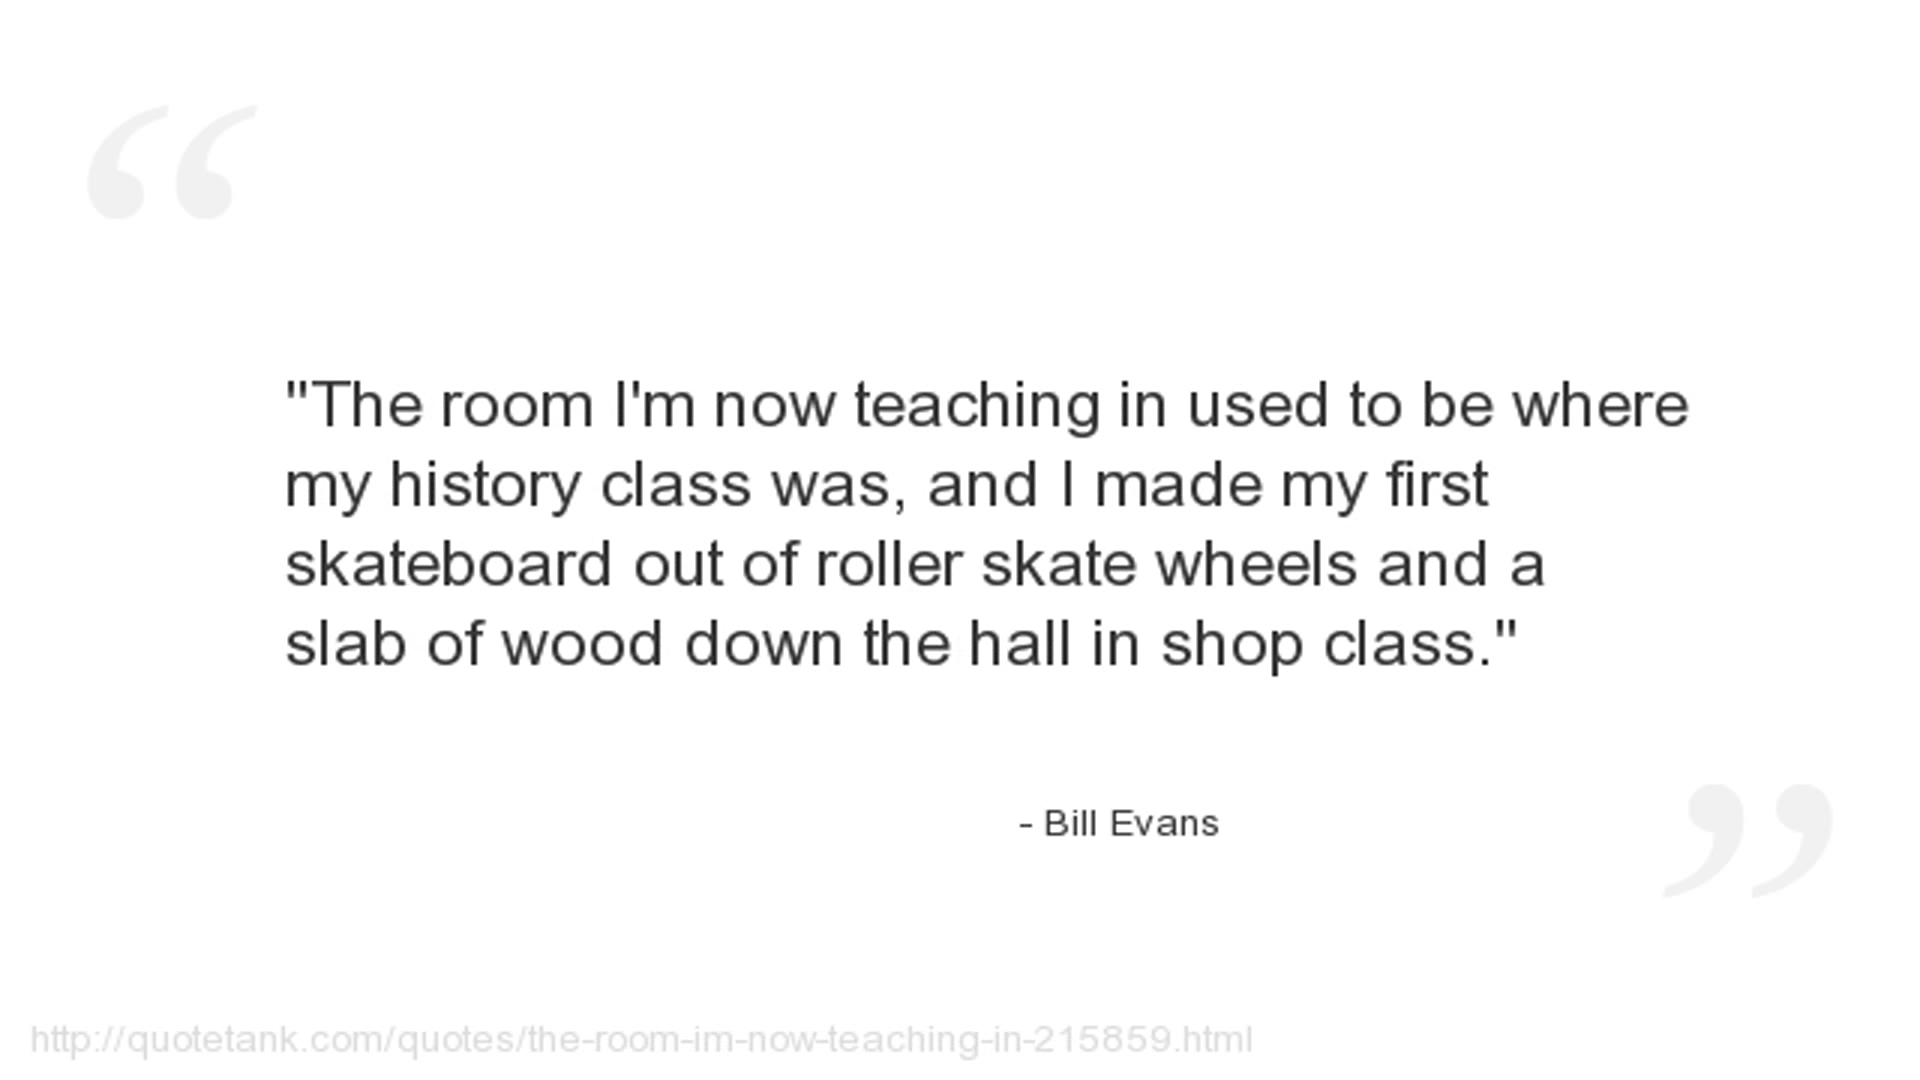 "The room I'm now teaching in used to be where
my history class was, and I made my first
skateboard out of roller skate wheels and a
slab of wood down the hall in shop class."
- Bill Evans
http://quotetank.com/quotes/the-room-im-now-teaching-in-215859.html